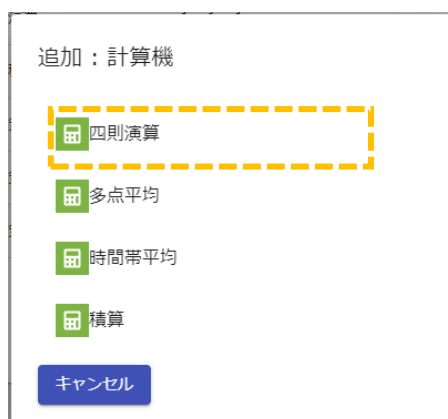 追加：計算機
四則演算
多点平均
時間帯平均
積算
キャンセル